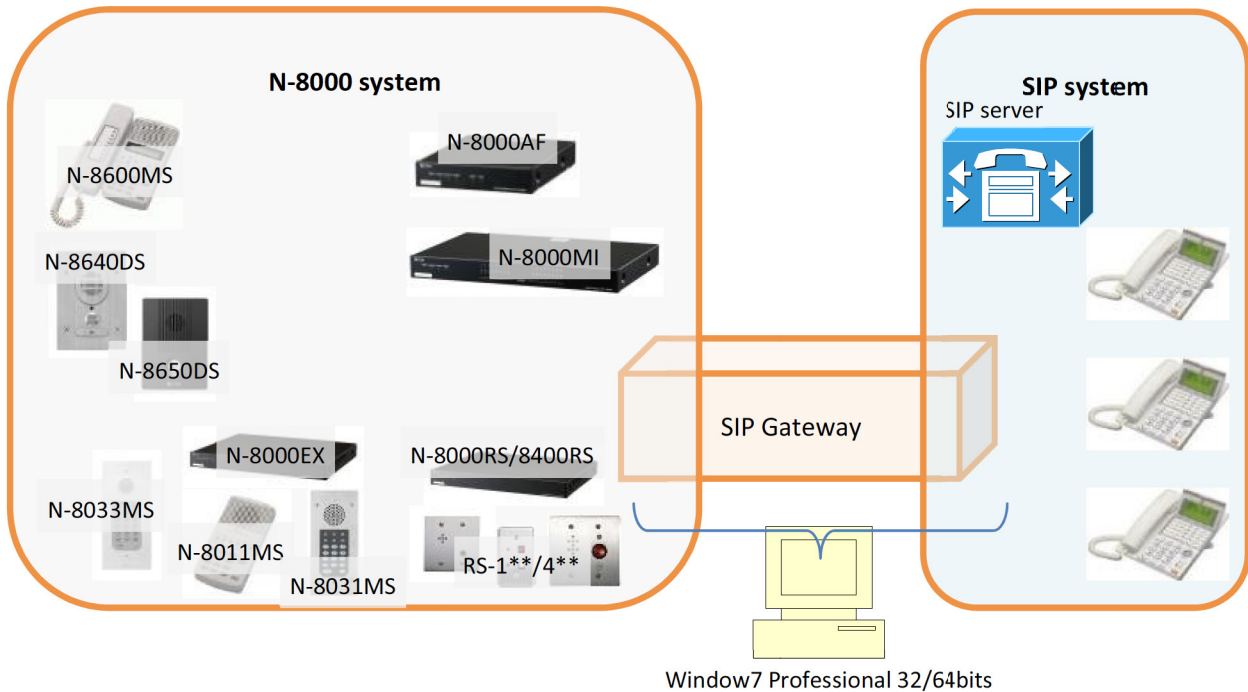 N-8000 system
SIP system
SIP server
N-8600MS
N-8000AF
N-8640DS
N-8000MI
N-8650DS
SIP Gateway
N-8000EX
N-8000RS/8400RS
N-8033MS
N-8011MS
N-8031MS
RS-1**/4**
Window7 Professional 32/64bits